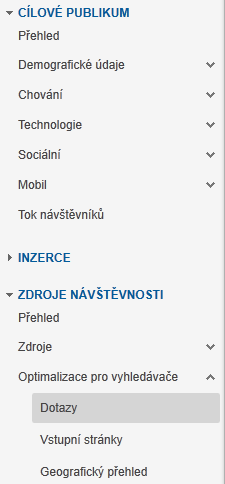 CÍLOVÉ PUBLIKUM
Přehled
Demografické údaje
Chování
Technologie
Sociální
Mobil
Tok návštěvníků
INZERCE
ZDROJE NÁVŠTĚVNOSTI
Přehled
Zdroje
Optimalizace pro vyhledávače
Dotazy
Vstupní stránky
Geografický přehled